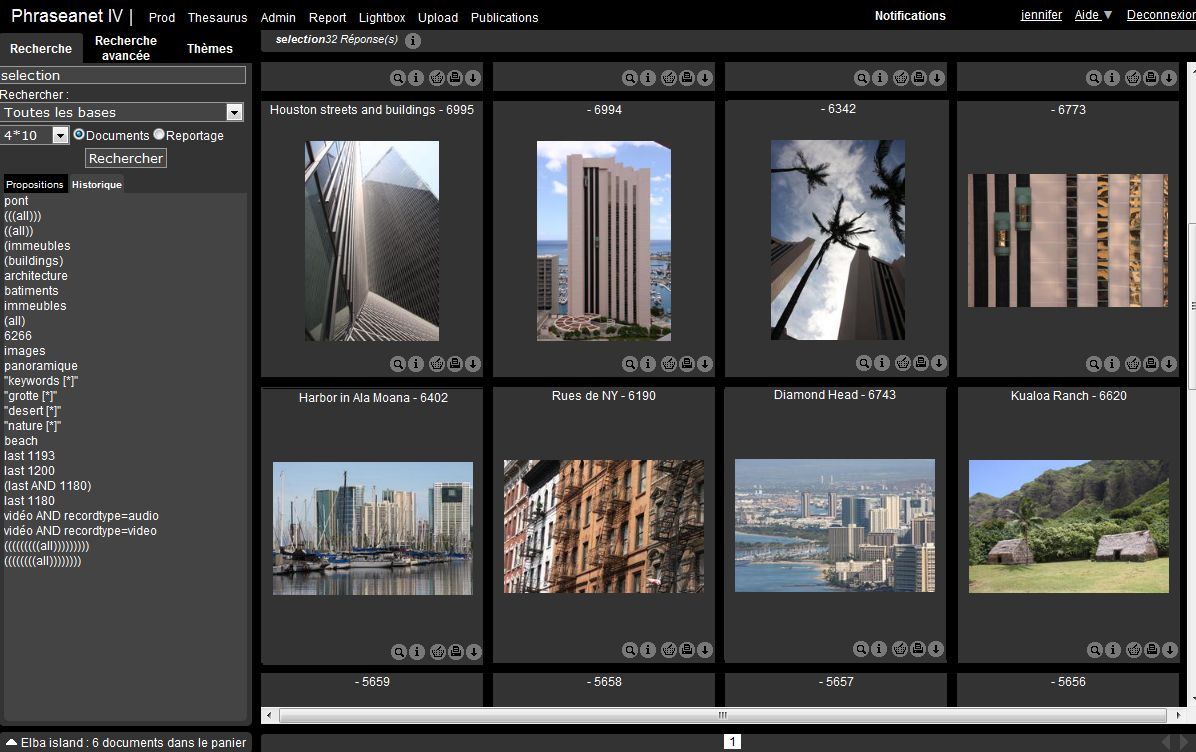 Phraseanet IV | Prod Thesaurus Admin Report Lightbox Upload Publications Notifications jennifer Aide Deconnexion
Recherche Recherche avancée Thèmes
selection
Rechercher :
Toutes les bases
4*10 Documents Reportage
Rechercher
Propositions Historique
pont
(((all)))
((all))
(immeubles
(buildings)
architecture
batiments
immeubles
(all)
6266
images
panoramique
"keywords [*]"
"grotte [*]"
"desert [*]"
"nature [*]"
beach
last 1193
last 1200
(last AND 1180)
last 1180
vidéo AND recordtype=audio
vidéo AND recordtype=video
(((((((((all)))))))))
((((((((all))))))))
Elba island : 6 documents dans le panier
selection32 Réponse(s)
Houston streets and buildings - 6995
- 6994
- 6342
- 6773
Harbor in Ala Moana - 6402
Rues de NY - 6190
Diamond Head - 6743
Kualoa Ranch - 6620
- 5659
- 5658
- 5657
- 5656
1